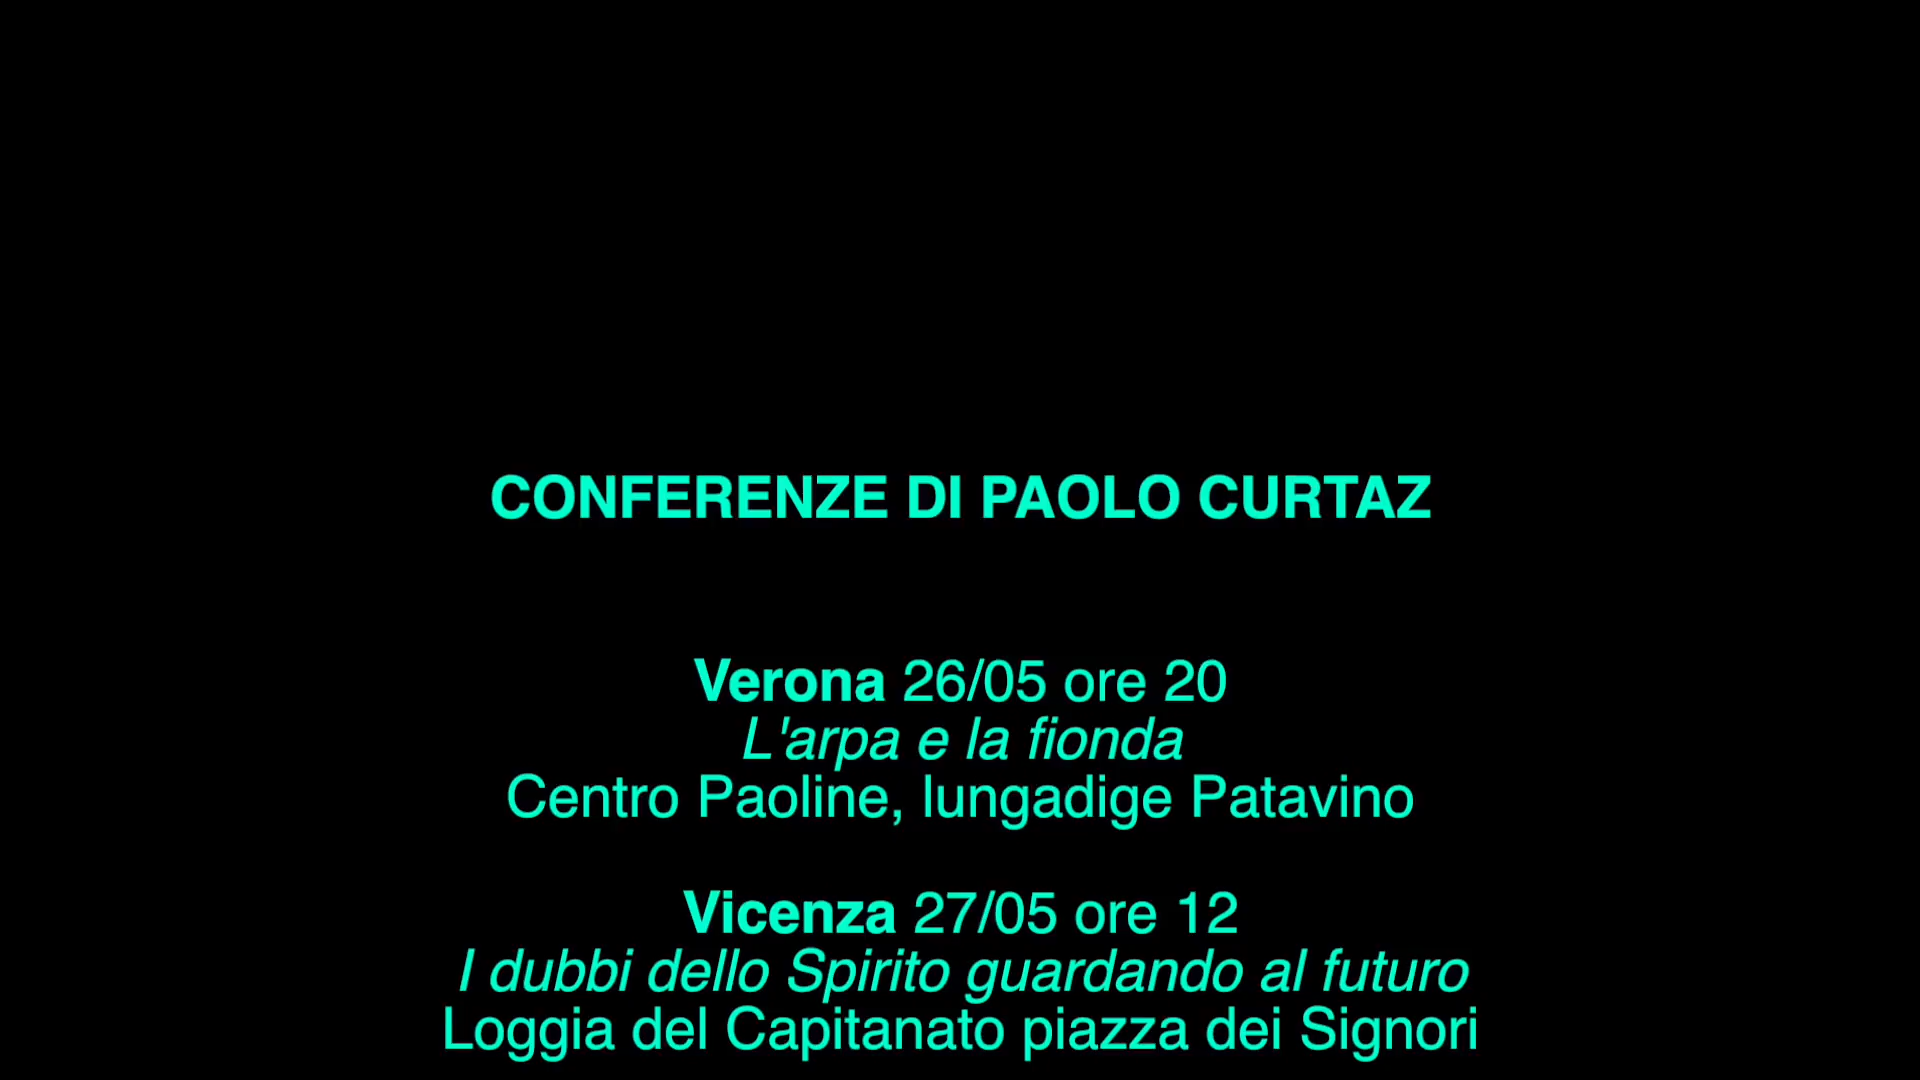 CONFERENZE DI PAOLO CURTAZ
Verona 26/05 ore 20
L'arpa e la fionda
Centro Paoline, lungadige Patavino
Vicenza 27/05 ore 12
I dubbi dello Spirito guardando al futuro
Loggia del Capitanato piazza dei Signori